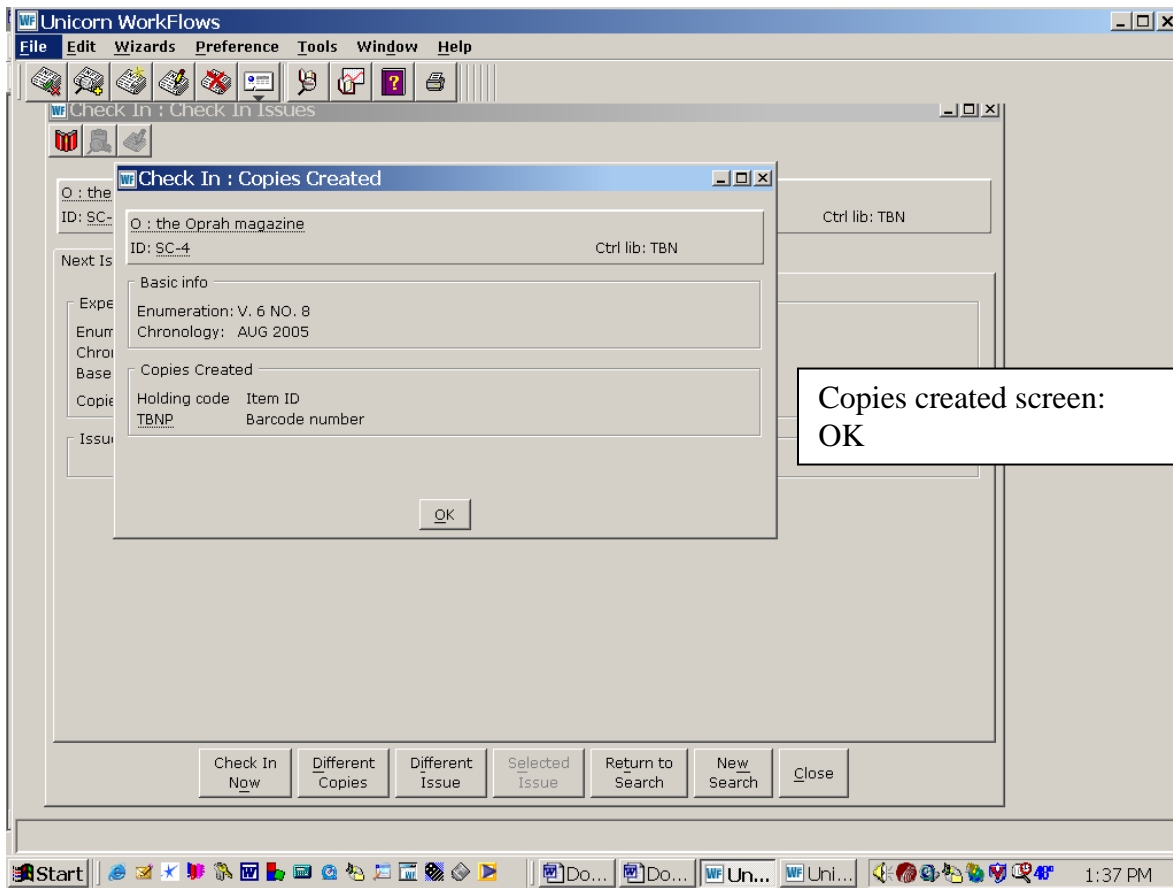 Unicorn WorkFlows
File Edit Wizards Preference Tools Window Help
Check In : Check In Issues
Check In : Copies Created
O : the
ID: SC-
Ctrl lib: TBN
O : the Oprah magazine
ID: SC-4 Ctrl lib: TBN
Next Is
Basic info
Enumeration: V. 6 NO. 8
Chronology: AUG 2005
Expe
Enum
Chro
Base
Copie
Copies Created
Holding code Item ID
TBNP Barcode number
Issu
OK
Copies created screen:
OK
Check In Now
Different Copies
Different Issue
Selected Issue
Return to Search
New Search
Close
Start Do... Do... Un... Uni... 48° 1:37 PM